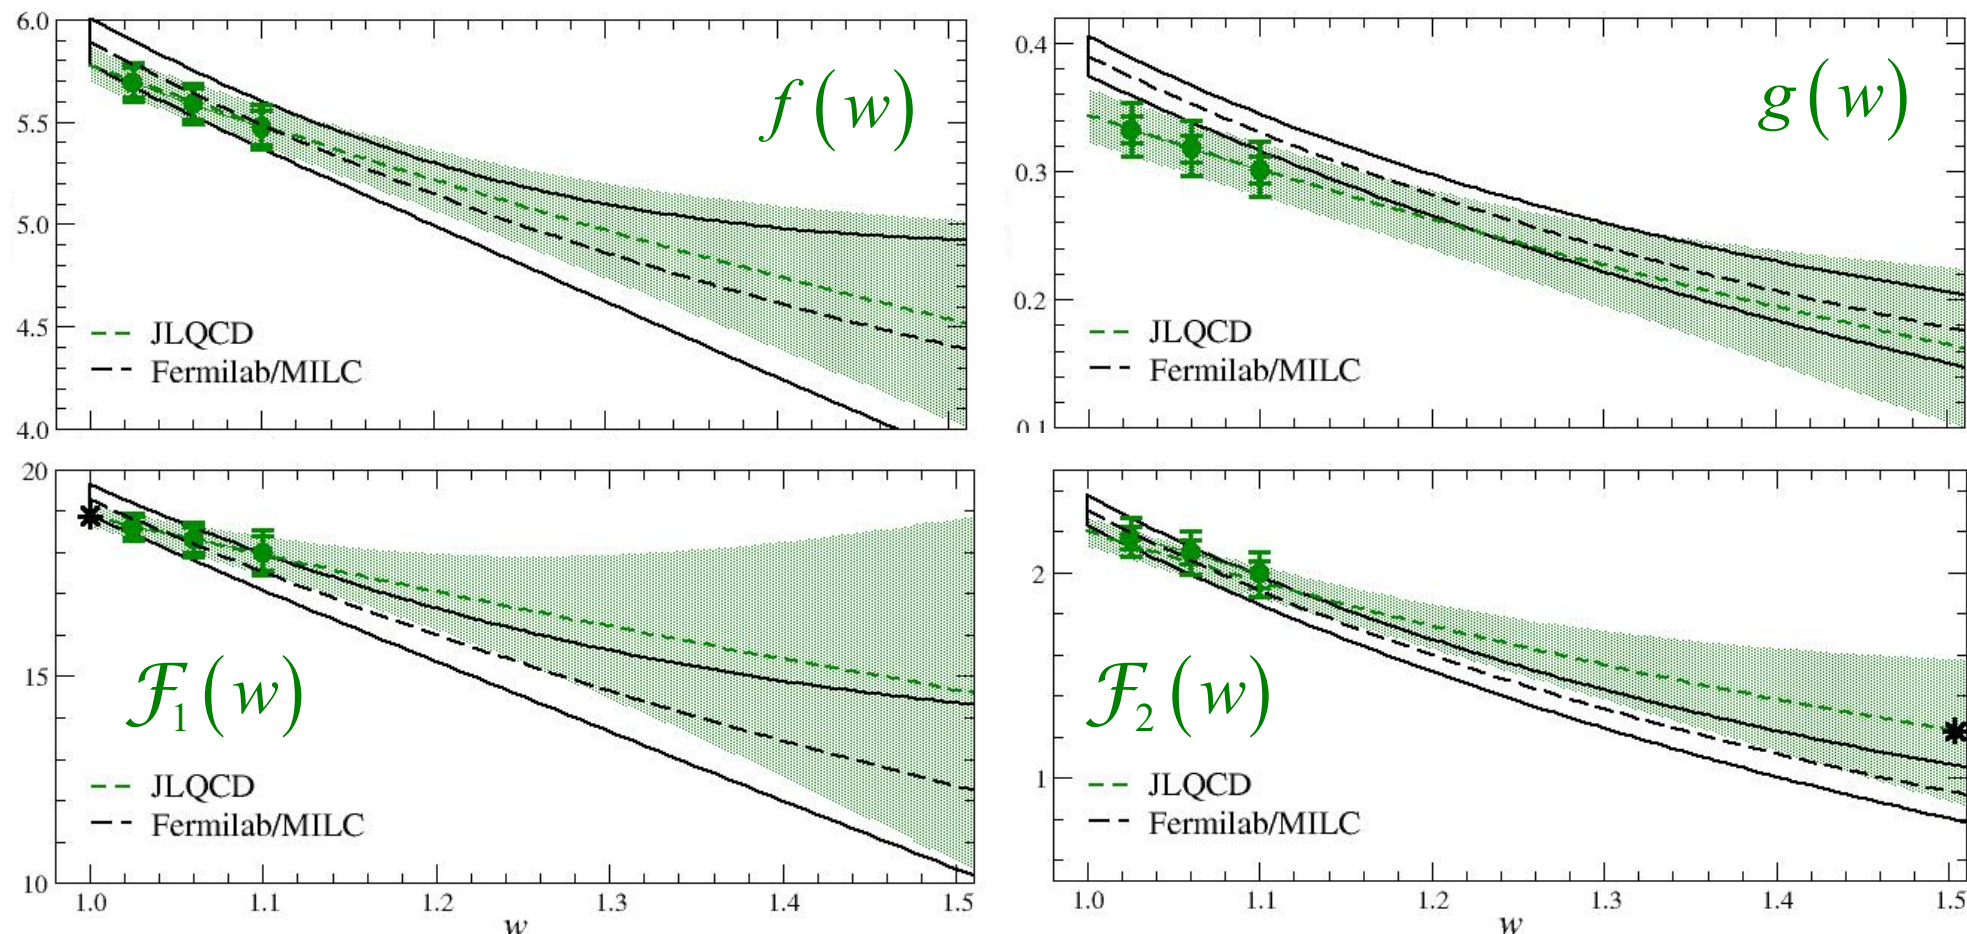 6.0
5.5
5.0
4.5
4.0
f(w)
JLQCD
Fermilab/MILC
0.4
0.3
0.2
0.1
g(w)
JLQCD
Fermilab/MILC
20
15
10
ℱ₁(w)
JLQCD
Fermilab/MILC
1.0 1.1 1.2 1.3 1.4 1.5
w
2
1
ℱ₂(w)
JLQCD
Fermilab/MILC
1.0 1.1 1.2 1.3 1.4 1.5
w